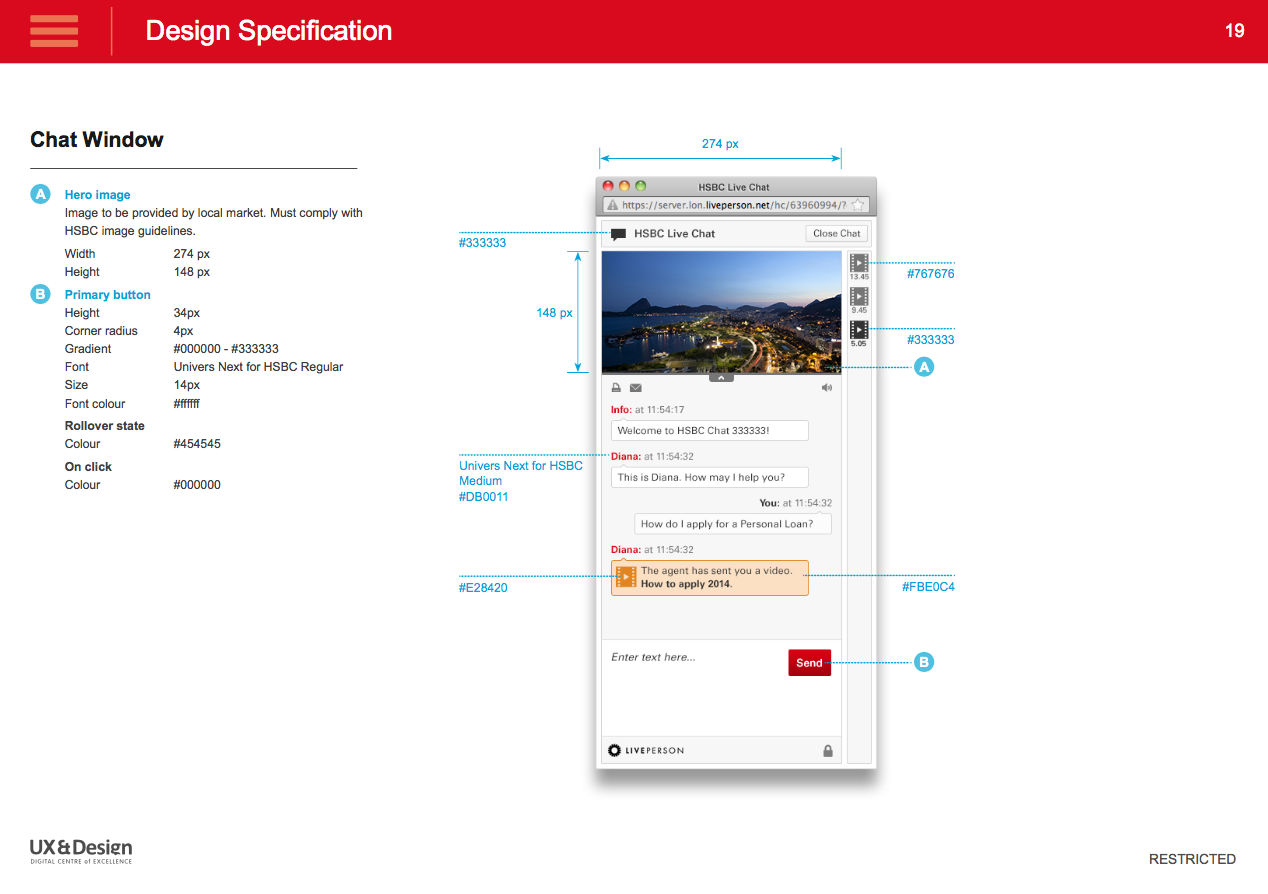 Design Specification
19
Chat Window
A Hero image
Image to be provided by local market. Must comply with
HSBC image guidelines.
Width 274 px
Height 148 px
B Primary button
Height 34px
Corner radius 4px
Gradient #000000 - #333333
Font Univers Next for HSBC Regular
Size 14px
Font colour #ffffff
Rollover state
Colour #454545
On click
Colour #000000
274 px
HSBC Live Chat
https://server.lon.liveperson.net/hc/63960994/?
HSBC Live Chat
Close Chat
#333333
148 px
13.45
#767676
9.45
5.05
#333333
A
Info: at 11:54:17
Welcome to HSBC Chat 333333!
Diana: at 11:54:32
Univers Next for HSBC
Medium
#DB0011
This is Diana. How may I help you?
You: at 11:54:32
How do I apply for a Personal Loan?
Diana: at 11:54:32
The agent has sent you a video.
How to apply 2014.
#E28420
#FBE0C4
Enter text here...
Send
B
LIVEPERSON
UX&Design
DIGITAL CENTRE of EXCELLENCE
RESTRICTED